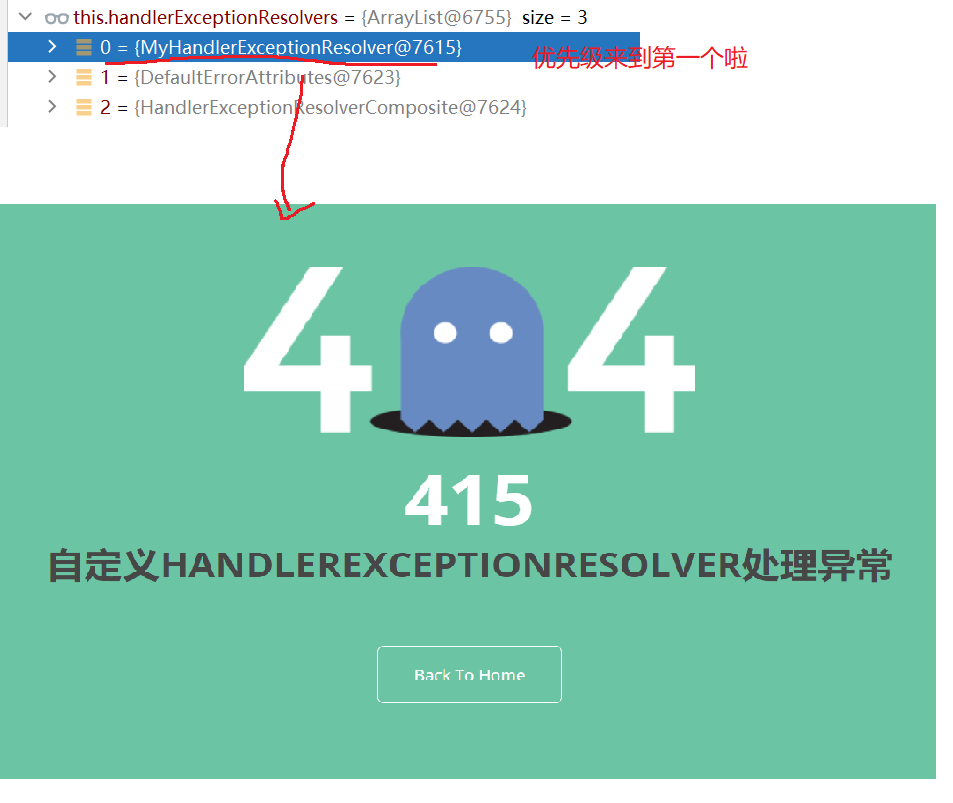 this.handlerExceptionResolvers = {ArrayList@6755} size = 3
0 = {MyHandlerExceptionResolver@7615}
优先级来到第一个啦
1 = {DefaultErrorAttributes@7623}
2 = {HandlerExceptionResolverComposite@7624}
4 4
415
自定义HANDLEREXCEPTIONRESOLVER处理异常
Back To Home